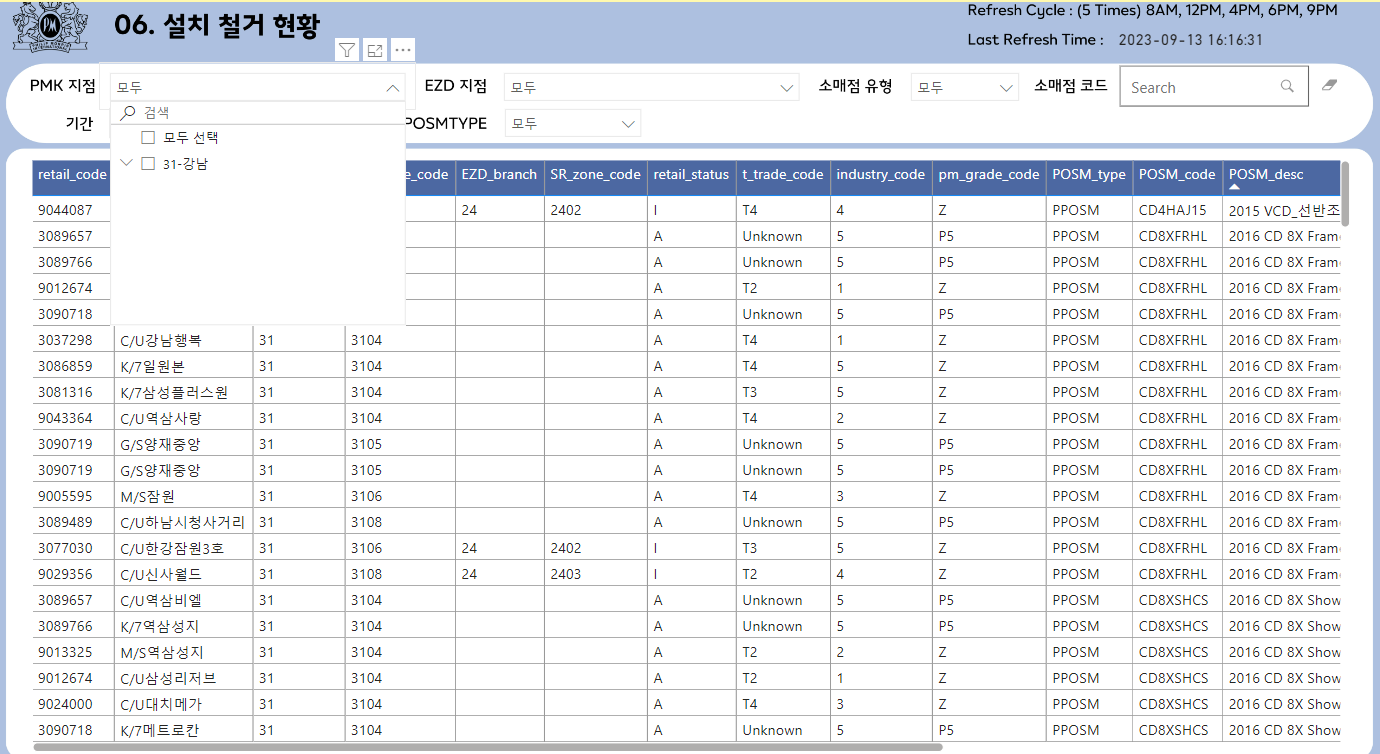 Refresh Cycle : (5 Times) 8AM, 12PM, 4PM, 6PM, 9PM
06. 설치 철거 현황
Last Refresh Time : 2023-09-13 16:16:31
PMK 지점 모두 EZD 지점 모두 소매점 유형 모두 소매점 코드 Search
검색
기간 POSMTYPE 모두
모두 선택
31-강남
retail_code e_code EZD_branch SR_zone_code retail_status t_trade_code industry_code pm_grade_code POSM_type POSM_code POSM_desc
9044087 24 2402 I T4 4 Z PPOSM CD4HAJ15 2015 VCD_선반조
3089657 A Unknown 5 P5 PPOSM CD8XFRHL 2016 CD 8X Fram
3089766 A Unknown 5 P5 PPOSM CD8XFRHL 2016 CD 8X Fram
9012674 A T2 1 Z PPOSM CD8XFRHL 2016 CD 8X Fram
3090718 A Unknown 5 P5 PPOSM CD8XFRHL 2016 CD 8X Fram
3037298 C/U강남행복 31 3104 A T4 1 Z PPOSM CD8XFRHL 2016 CD 8X Fram
3086859 K/7일원본 31 3104 A T4 5 Z PPOSM CD8XFRHL 2016 CD 8X Fram
3081316 K/7삼성플러스원 31 3104 A T3 5 Z PPOSM CD8XFRHL 2016 CD 8X Fram
9043364 C/U역삼사랑 31 3104 A T4 2 Z PPOSM CD8XFRHL 2016 CD 8X Fram
3090719 G/S양재중앙 31 3105 A Unknown 5 P5 PPOSM CD8XFRHL 2016 CD 8X Fram
3090719 G/S양재중앙 31 3105 A Unknown 5 P5 PPOSM CD8XFRHL 2016 CD 8X Fram
9005595 M/S잠원 31 3106 A T4 3 Z PPOSM CD8XFRHL 2016 CD 8X Fram
3089489 C/U하남시청사거리 31 3108 A Unknown 5 P5 PPOSM CD8XFRHL 2016 CD 8X Fram
3077030 C/U한강잠원3호 31 3106 24 2402 I T3 5 Z PPOSM CD8XFRHL 2016 CD 8X Fram
9029356 C/U신사월드 31 3108 24 2403 I T2 4 Z PPOSM CD8XFRHL 2016 CD 8X Fram
3089657 C/U역삼비엘 31 3104 A Unknown 5 P5 PPOSM CD8XSHCS 2016 CD 8X Show
3089766 K/7역삼성지 31 3104 A Unknown 5 P5 PPOSM CD8XSHCS 2016 CD 8X Show
9013325 M/S역삼성지 31 3104 A T2 2 Z PPOSM CD8XSHCS 2016 CD 8X Show
9012674 C/U삼성리저브 31 3104 A T2 1 Z PPOSM CD8XSHCS 2016 CD 8X Show
9024000 C/U대치메가 31 3104 A T4 3 Z PPOSM CD8XSHCS 2016 CD 8X Show
3090718 K/7메트로칸 31 3104 A Unknown 5 P5 PPOSM CD8XSHCS 2016 CD 8X Show